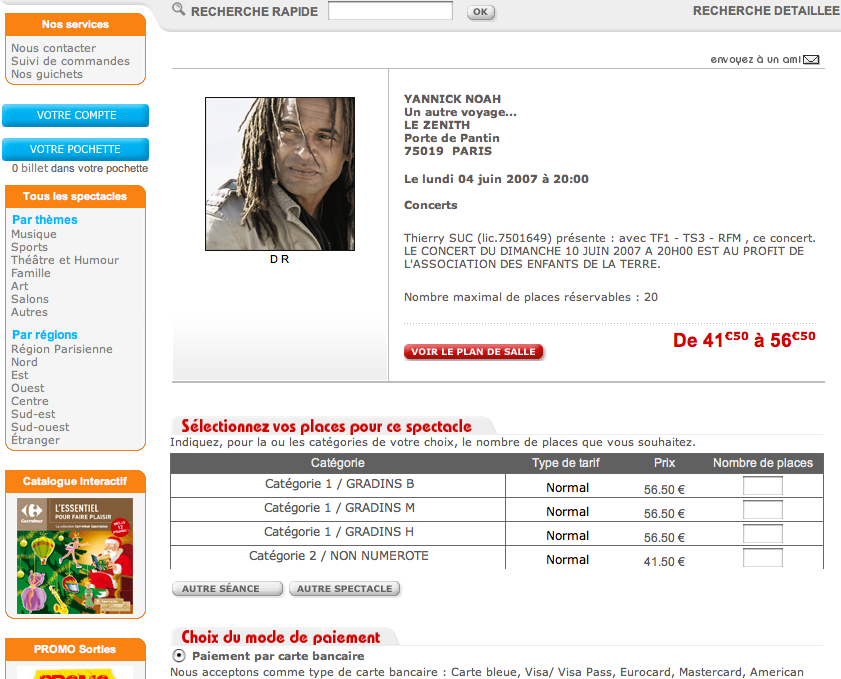 Nos services
Nous contacter
Suivi de commandes
Nos guichets
VOTRE COMPTE
VOTRE POCHETTE
0 billet dans votre pochette
Tous les spectacles
Par thèmes
Musique
Sports
Théâtre et Humour
Famille
Art
Salons
Autres
Par régions
Région Parisienne
Nord
Est
Ouest
Centre
Sud-est
Sud-ouest
Étranger
Catalogue Interactif
Carrefour
L'ESSENTIEL
POUR FAIRE PLAISIR
PROMO Sorties
PROMO
RECHERCHE RAPIDE
OK
RECHERCHE DETAILLEE
envoyez à un ami
YANNICK NOAH
Un autre voyage...
LE ZENITH
Porte de Pantin
75019 PARIS
Le lundi 04 juin 2007 à 20:00
Concerts
D R
Thierry SUC (lic.7501649) présente : avec TF1 - TS3 - RFM , ce concert.
LE CONCERT DU DIMANCHE 10 JUIN 2007 A 20H00 EST AU PROFIT DE
L'ASSOCIATION DES ENFANTS DE LA TERRE.
Nombre maximal de places réservables : 20
De 41€50 à 56€50
VOIR LE PLAN DE SALLE
Sélectionnez vos places pour ce spectacle
Indiquez, pour la ou les catégories de votre choix, le nombre de places que vous souhaitez.
Catégorie Type de tarif Prix Nombre de places
Catégorie 1 / GRADINS B Normal 56.50 €
Catégorie 1 / GRADINS M Normal 56.50 €
Catégorie 1 / GRADINS H Normal 56.50 €
Catégorie 2 / NON NUMEROTE Normal 41.50 €
AUTRE SÉANCE AUTRE SPECTACLE
Choix du mode de paiement
Paiement par carte bancaire
Nous acceptons comme type de carte bancaire : Carte bleue, Visa/ Visa Pass, Eurocard, Mastercard, American